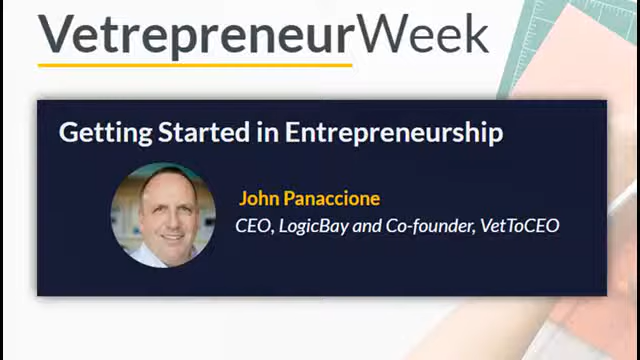 VetrepreneurWeek
Getting Started in Entrepreneurship
John Panaccione
CEO, LogicBay and Co-founder, VetToCEO